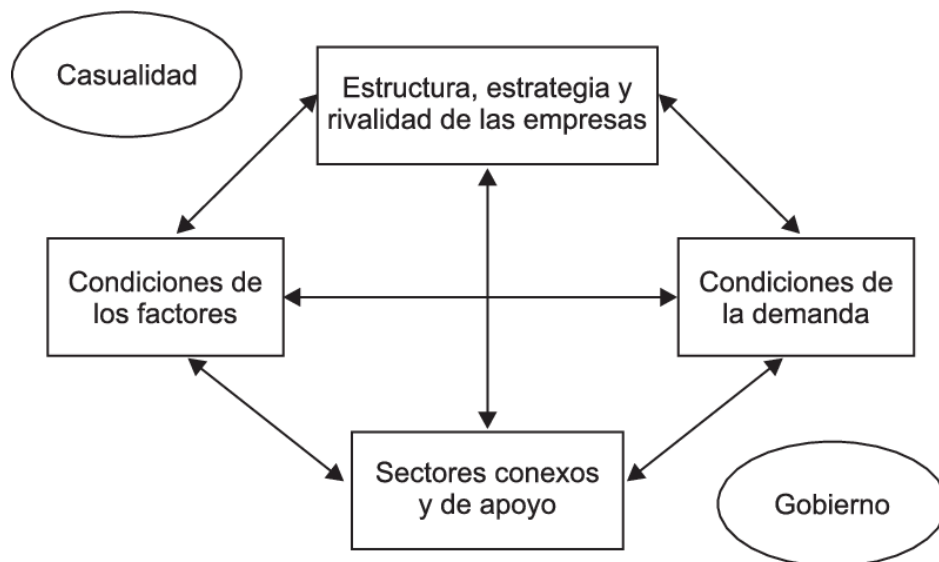 Casualidad
Estructura, estrategia y
rivalidad de las empresas
Condiciones de
los factores
Condiciones de
la demanda
Sectores conexos
y de apoyo
Gobierno